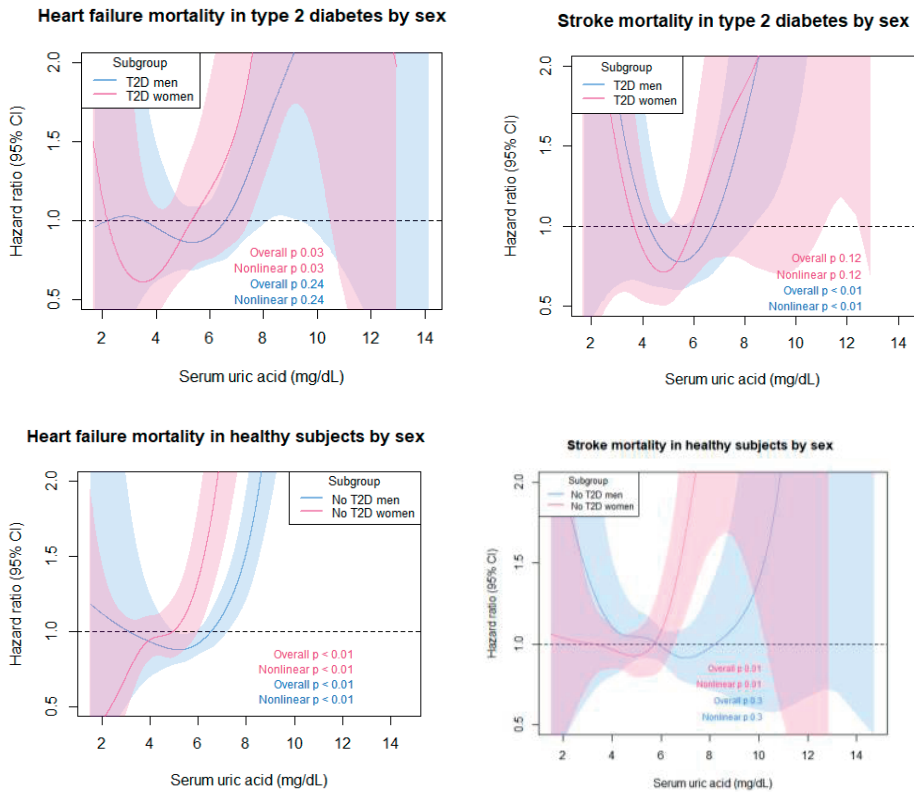 Heart failure mortality in type 2 diabetes by sex
Hazard ratio (95% CI)
2.0
1.5
1.0
0.5
Subgroup
T2D men
T2D women
Overall p 0.03
Nonlinear p 0.03
Overall p 0.24
Nonlinear p 0.24
2 4 6 8 10 12 14
Serum uric acid (mg/dL)
Stroke mortality in type 2 diabetes by sex
Hazard ratio (95% CI)
2.0
1.5
1.0
0.5
Subgroup
T2D men
T2D women
Overall p 0.12
Nonlinear p 0.12
Overall p < 0.01
Nonlinear p < 0.01
2 4 6 8 10 12 14
Serum uric acid (mg/dL)
Heart failure mortality in healthy subjects by sex
Hazard ratio (95% CI)
2.0
1.5
1.0
0.5
Subgroup
No T2D men
No T2D women
Overall p < 0.01
Nonlinear p < 0.01
Overall p < 0.01
Nonlinear p < 0.01
2 4 6 8 10 12 14
Serum uric acid (mg/dL)
Stroke mortality in healthy subjects by sex
Hazard ratio (95% CI)
2.0
1.5
1.0
0.5
Subgroup
No T2D men
No T2D women
Overall p 0.01
Nonlinear p 0.01
Overall p 0.3
Nonlinear p 0.3
2 4 6 8 10 12 14
Serum uric acid (mg/dL)